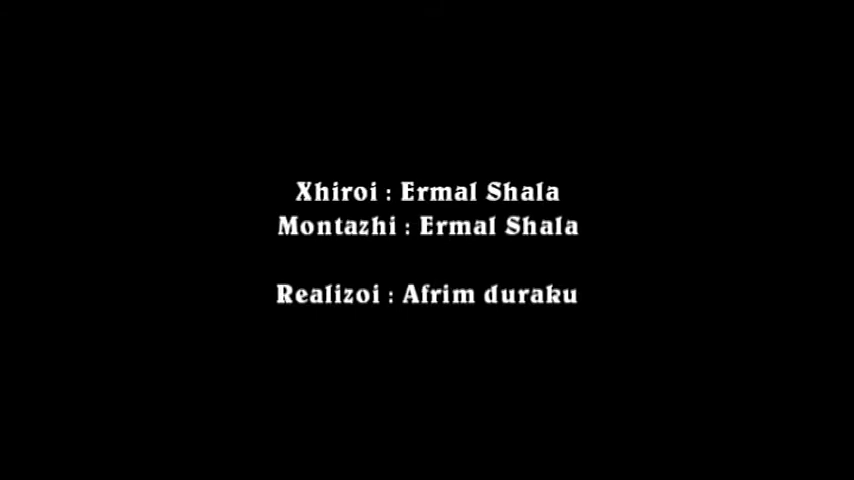 Xhiroi : Ermal Shala
Montazhi : Ermal Shala
Realizoi : Afrim duraku